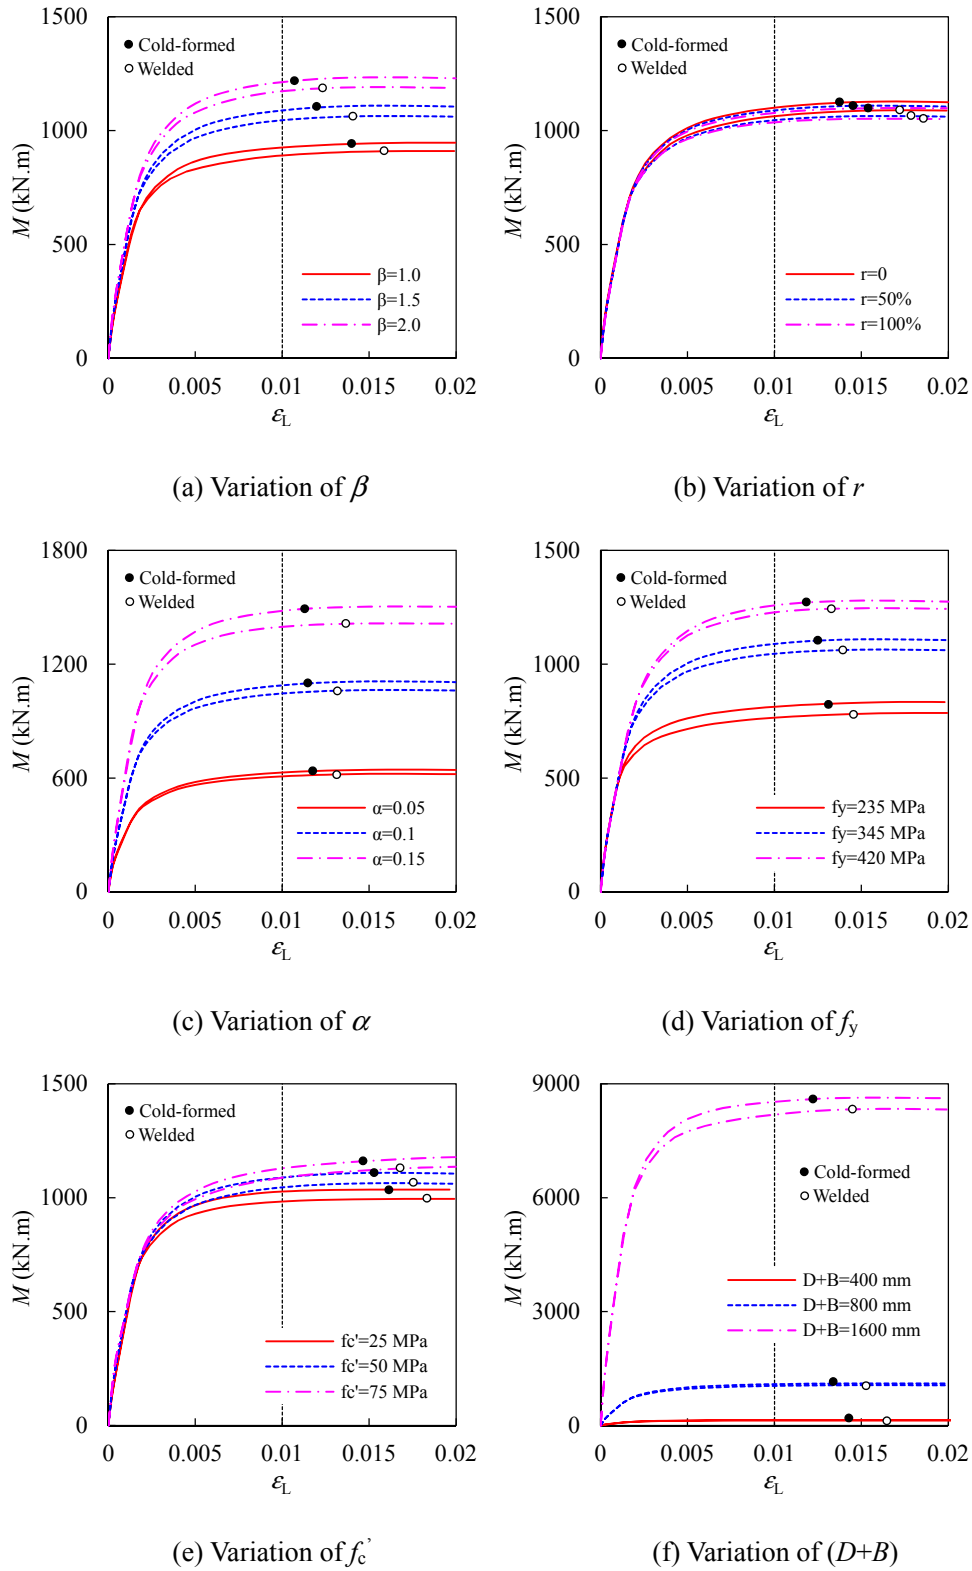 1500
1000
500
0
M (kN.m)
Cold-formed
Welded
β=1.0
β=1.5
β=2.0
0 0.005 0.01 0.015 0.02
εL
(a) Variation of β
1500
1000
500
0
M (kN.m)
Cold-formed
Welded
r=0
r=50%
r=100%
0 0.005 0.01 0.015 0.02
εL
(b) Variation of r
1800
1200
600
0
M (kN.m)
Cold-formed
Welded
α=0.05
α=0.1
α=0.15
0 0.005 0.01 0.015 0.02
εL
(c) Variation of α
1500
1000
500
0
M (kN.m)
Cold-formed
Welded
fy=235 MPa
fy=345 MPa
fy=420 MPa
0 0.005 0.01 0.015 0.02
εL
(d) Variation of fy
1500
1000
500
0
M (kN.m)
Cold-formed
Welded
fc'=25 MPa
fc'=50 MPa
fc'=75 MPa
0 0.005 0.01 0.015 0.02
εL
(e) Variation of fc’
9000
6000
3000
0
M (kN.m)
Cold-formed
Welded
D+B=400 mm
D+B=800 mm
D+B=1600 mm
0 0.005 0.01 0.015 0.02
εL
(f) Variation of (D+B)